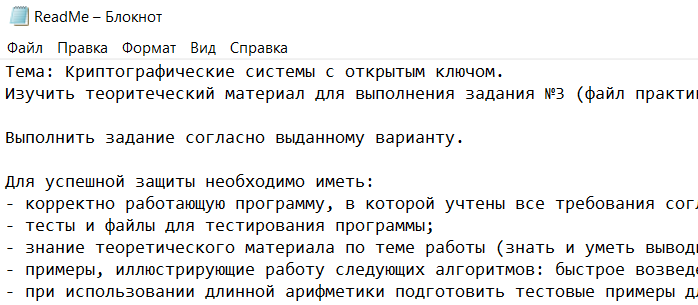 ReadMe – Блокнот
Файл Правка Формат Вид Справка
Тема: Криптографические системы с открытым ключом.
Изучить теоритеческий материал для выполнения задания №3 (файл практи
Выполнить задание согласно выданному варианту.
Для успешной защиты необходимо иметь:
- корректно работающую программу, в которой учтены все требования согл
- тесты и файлы для тестирования программы;
- знание теоретического материала по теме работы (знать и уметь вывод
- примеры, иллюстрирующие работу следующих алгоритмов: быстрое возвед
- при использовании длинной арифметики подготовить тестовые примеры д